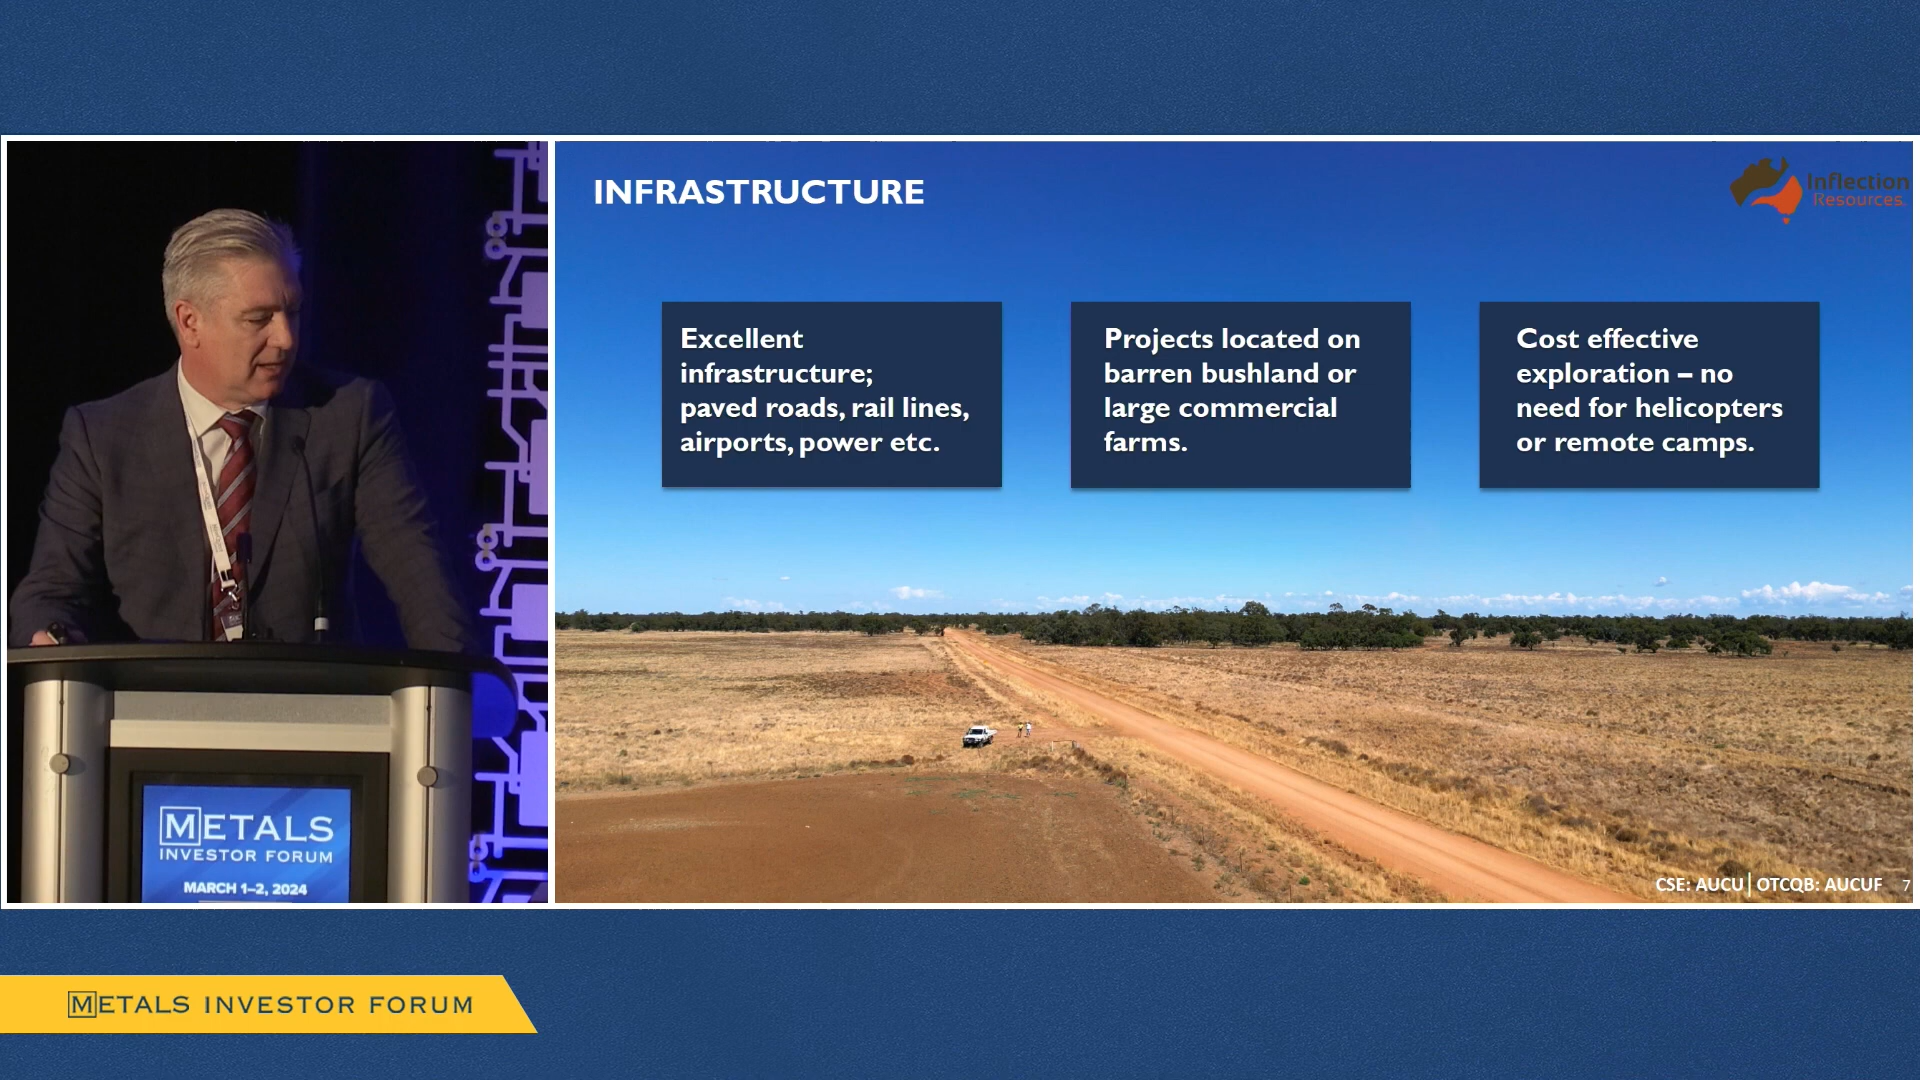 INFRASTRUCTURE
Inflection
Resources
Excellent
infrastructure;
paved roads, rail lines,
airports, power etc.
Projects located on
barren bushland or
large commercial
farms.
Cost effective
exploration – no
need for helicopters
or remote camps.
CSE: AUCU | OTCQB: AUCUF 7
METALS
INVESTOR FORUM
MARCH 1–2, 2024
METALS INVESTOR FORUM